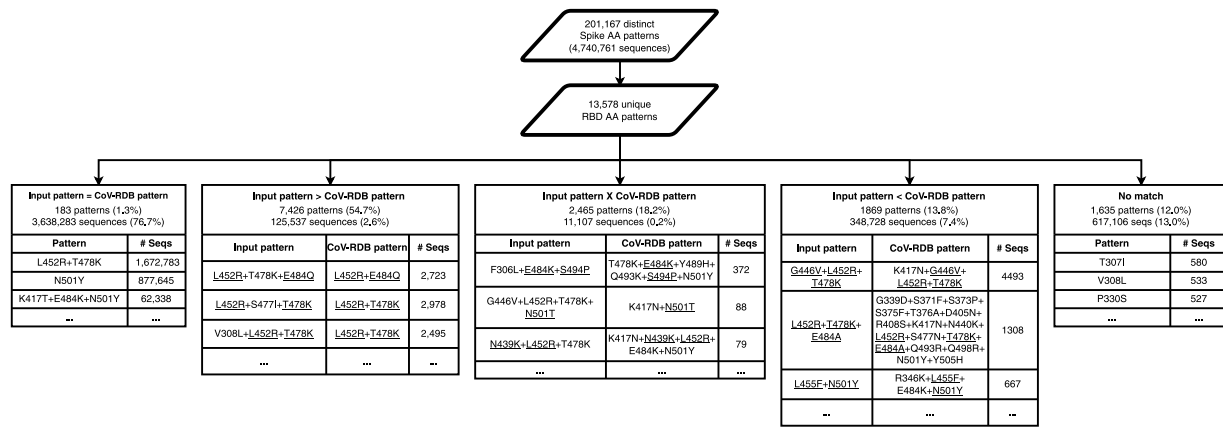 201,167 distinct
Spike AA patterns
(4,740,761 sequences)
13,578 unique
RBD AA patterns
Input pattern = CoV-RDB pattern
183 patterns (1.3%)
3,638,283 sequences (76.7%)
Pattern # Seqs
L452R+T478K 1,672,783
N501Y 877,645
K417T+E484K+N501Y 62,338
... ...
Input pattern > CoV-RDB pattern
7,426 patterns (54.7%)
125,537 sequences (2.6%)
Input pattern CoV-RDB pattern # Seqs
L452R+T478K+E484Q L452R+E484Q 2,723
L452R+S477I+T478K L452R+T478K 2,978
V308L+L452R+T478K L452R+T478K 2,495
... ... ...
Input pattern X CoV-RDB pattern
2,465 patterns (18.2%)
11,107 sequences (0.2%)
Input pattern CoV-RDB pattern # Seqs
F306L+E484K+S494P T478K+E484K+Y489H+
Q493K+S494P+N501Y 372
G446V+L452R+T478K+
N501T K417N+N501T 88
N439K+L452R+T478K K417N+N439K+L452R+
E484K+N501Y 79
... ... ...
Input pattern < CoV-RDB pattern
1869 patterns (13.8%)
348,728 sequences (7.4%)
Input pattern CoV-RDB pattern # Seqs
G446V+L452R+
T478K K417N+G446V+
L452R+T478K 4493
L452R+T478K+
E484A G339D+S371F+S373P+
S375F+T376A+D405N+
R408S+K417N+N440K+
L452R+S477N+T478K+
E484A+Q493R+Q498R+
N501Y+Y505H 1308
L455F+N501Y R346K+L455F+
E484K+N501Y 667
... ... ...
No match
1,635 patterns (12.0%)
617,106 seqs (13.0%)
Pattern # Seqs
T307I 580
V308L 533
P330S 527
... ...